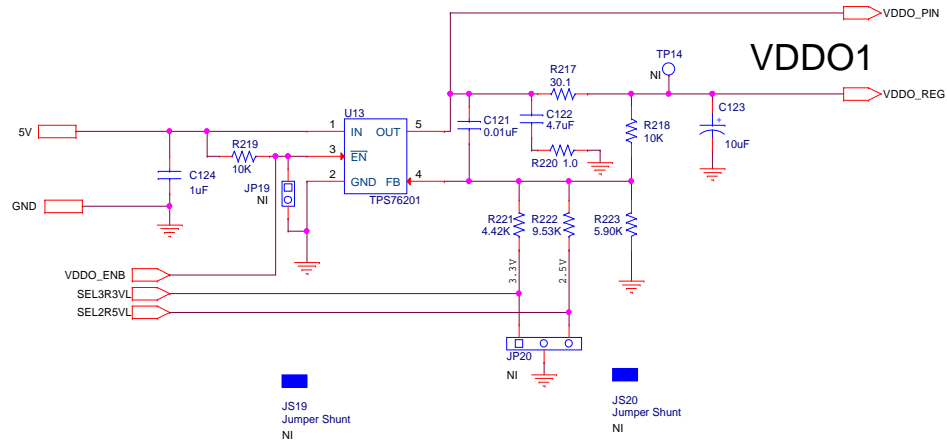 VDDO_PIN
VDDO1
TP14
NI
R217
30.1
VDDO_REG
U13
C121
0.01uF
C122
4.7uF
R218
10K
C123
+
10uF
5V
1
IN
OUT
5
R219
10K
3
EN
R220 1.0
C124
1uF
JP19
NI
2
GND
FB
4
TPS76201
GND
R221
4.42K
R222
9.53K
R223
5.90K
VDDO_ENB
3.3V
2.5V
SEL3R3VL
SEL2R5VL
JP20
NI
JS19
Jumper Shunt
NI
JS20
Jumper Shunt
NI